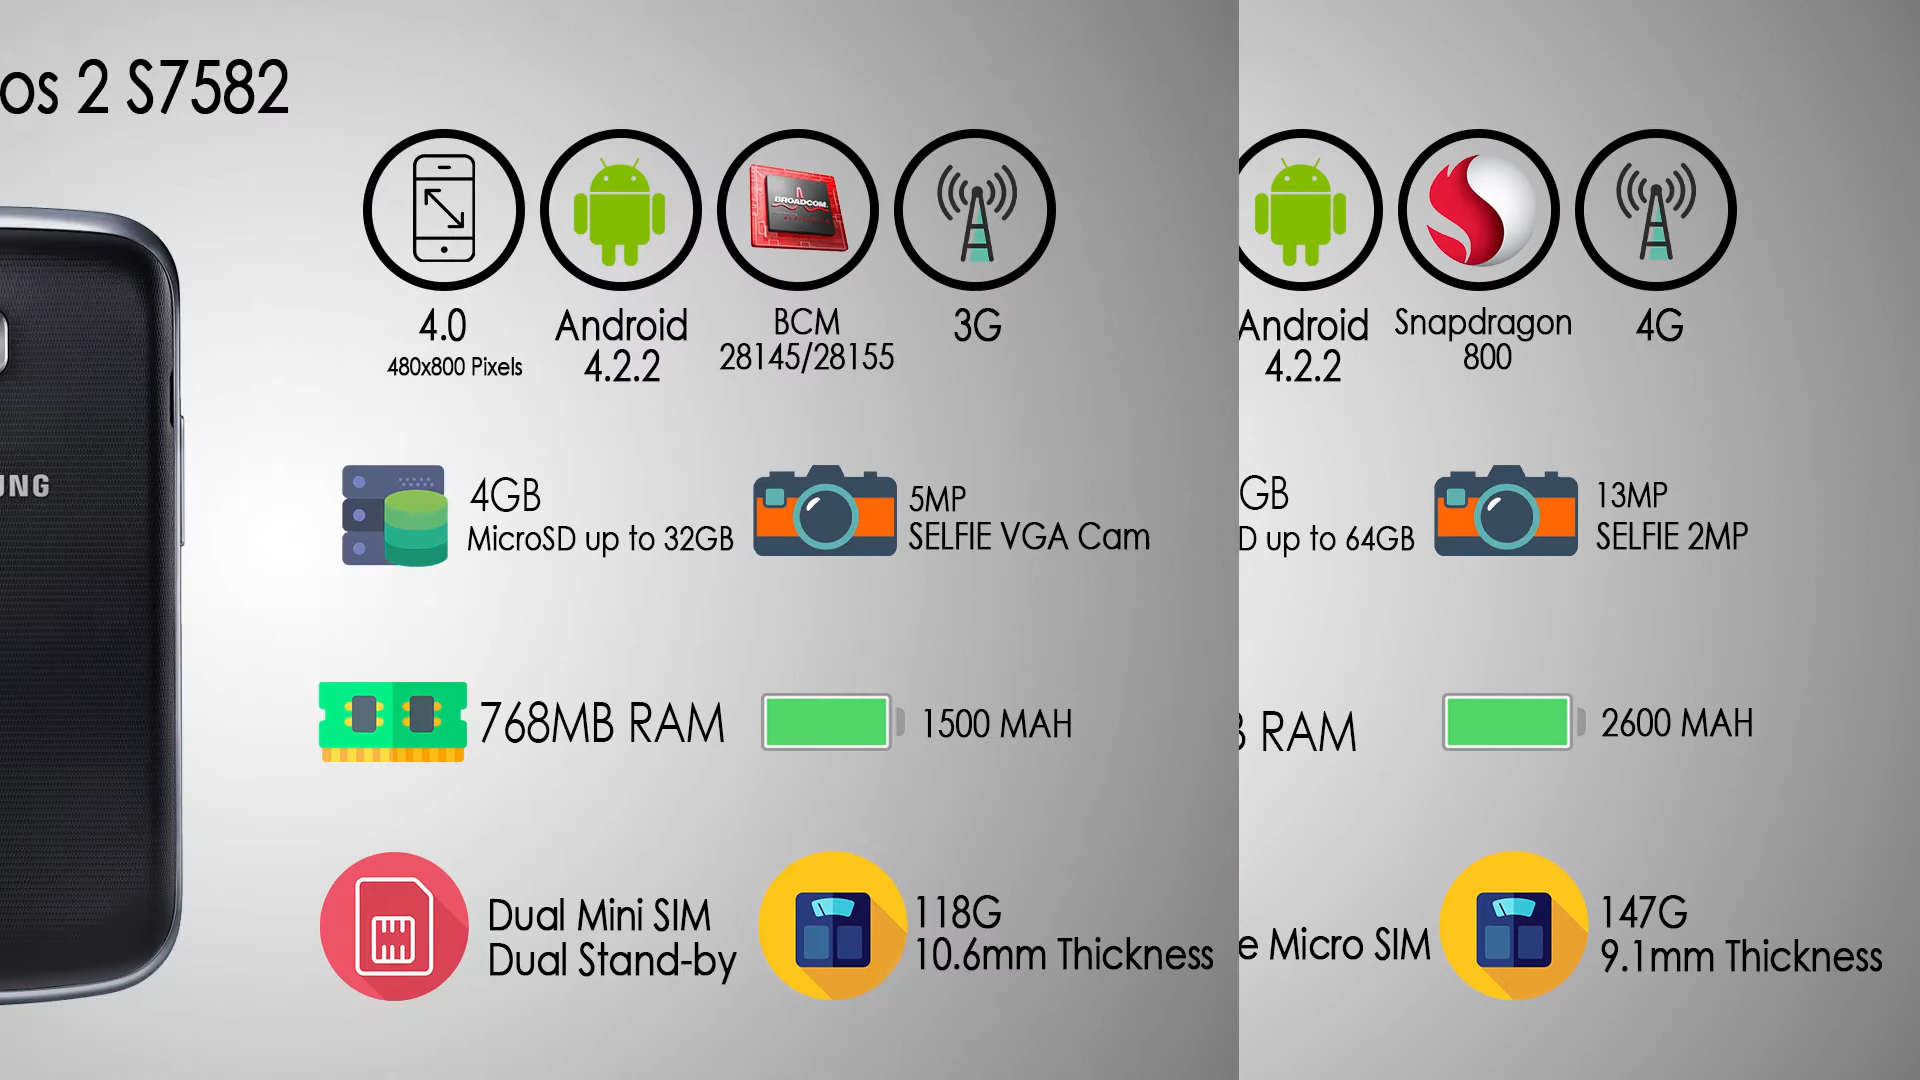 os 2 S7582
UNG
BROADCOM.
4.0
480x800 Pixels
Android
4.2.2
BCM
28145/28155
3G
4GB
MicroSD up to 32GB
5MP
SELFIE VGA Cam
768MB RAM
1500 MAH
Dual Mini SIM
Dual Stand-by
118G
10.6mm Thickness
Android
4.2.2
Snapdragon
800
4G
GB
D up to 64GB
13MP
SELFIE 2MP
B RAM
2600 MAH
e Micro SIM
147G
9.1mm Thickness